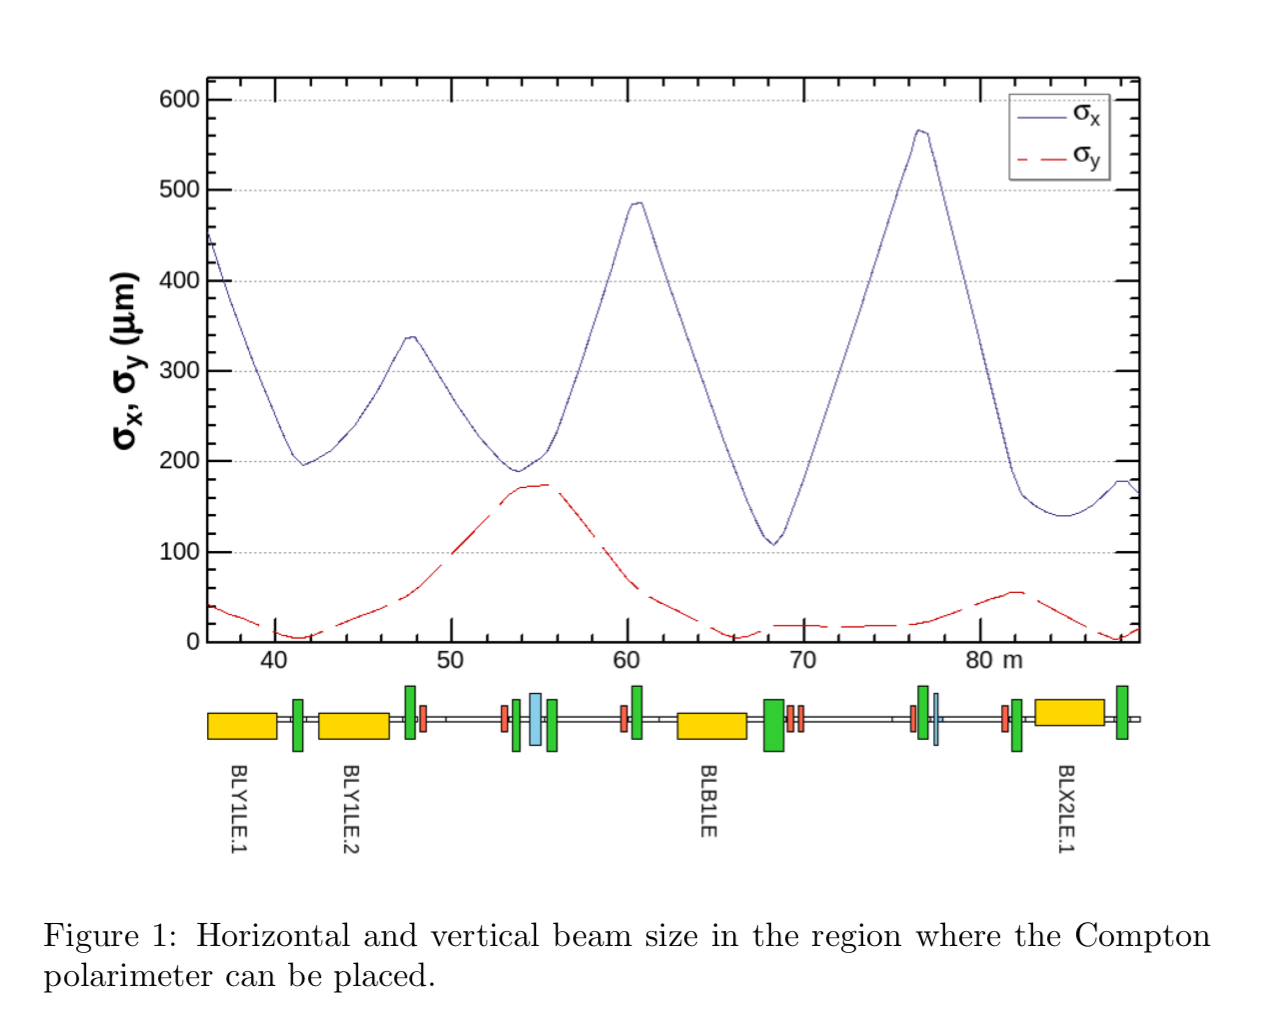 600
500
400
300
200
100
0
σx, σy (μm)
σx
σy
40 50 60 70 80 m
BLY1LE.1
BLY1LE.2
BLB1LE
BLX2LE.1
Figure 1: Horizontal and vertical beam size in the region where the Compton
polarimeter can be placed.